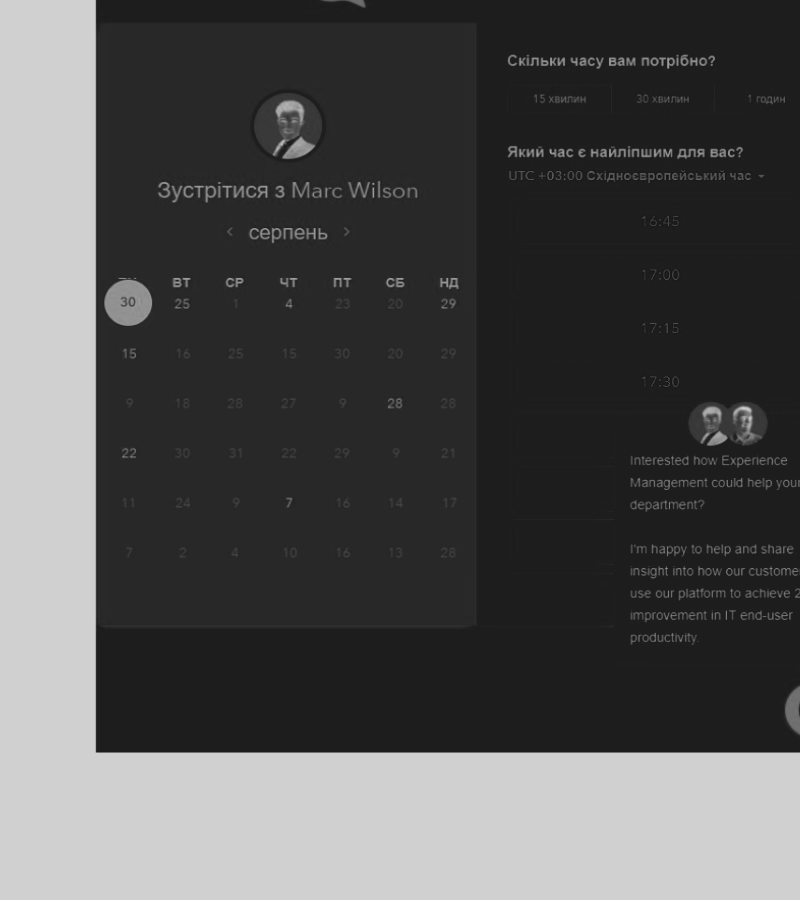 Зустрітися з Marc Wilson
< серпень >
ВТ СР ЧТ ПТ СБ НД
30 25 1 4 23 20 29
15 16 25 15 30 20 29
9 18 28 27 9 28 28
22 30 31 22 29 9 21
11 24 9 7 16 14 17
7 2 4 10 16 13 28
Скільки часу вам потрібно?
15 хвилин 30 хвилин 1 годин
Який час є найліпшим для вас?
UTC +03:00 Східноєвропейський час
16:45
17:00
17:15
17:30
Interested how Experience
Management could help your
department?
I'm happy to help and share
insight into how our custome
use our platform to achieve 2
improvement in IT end-user
productivity.